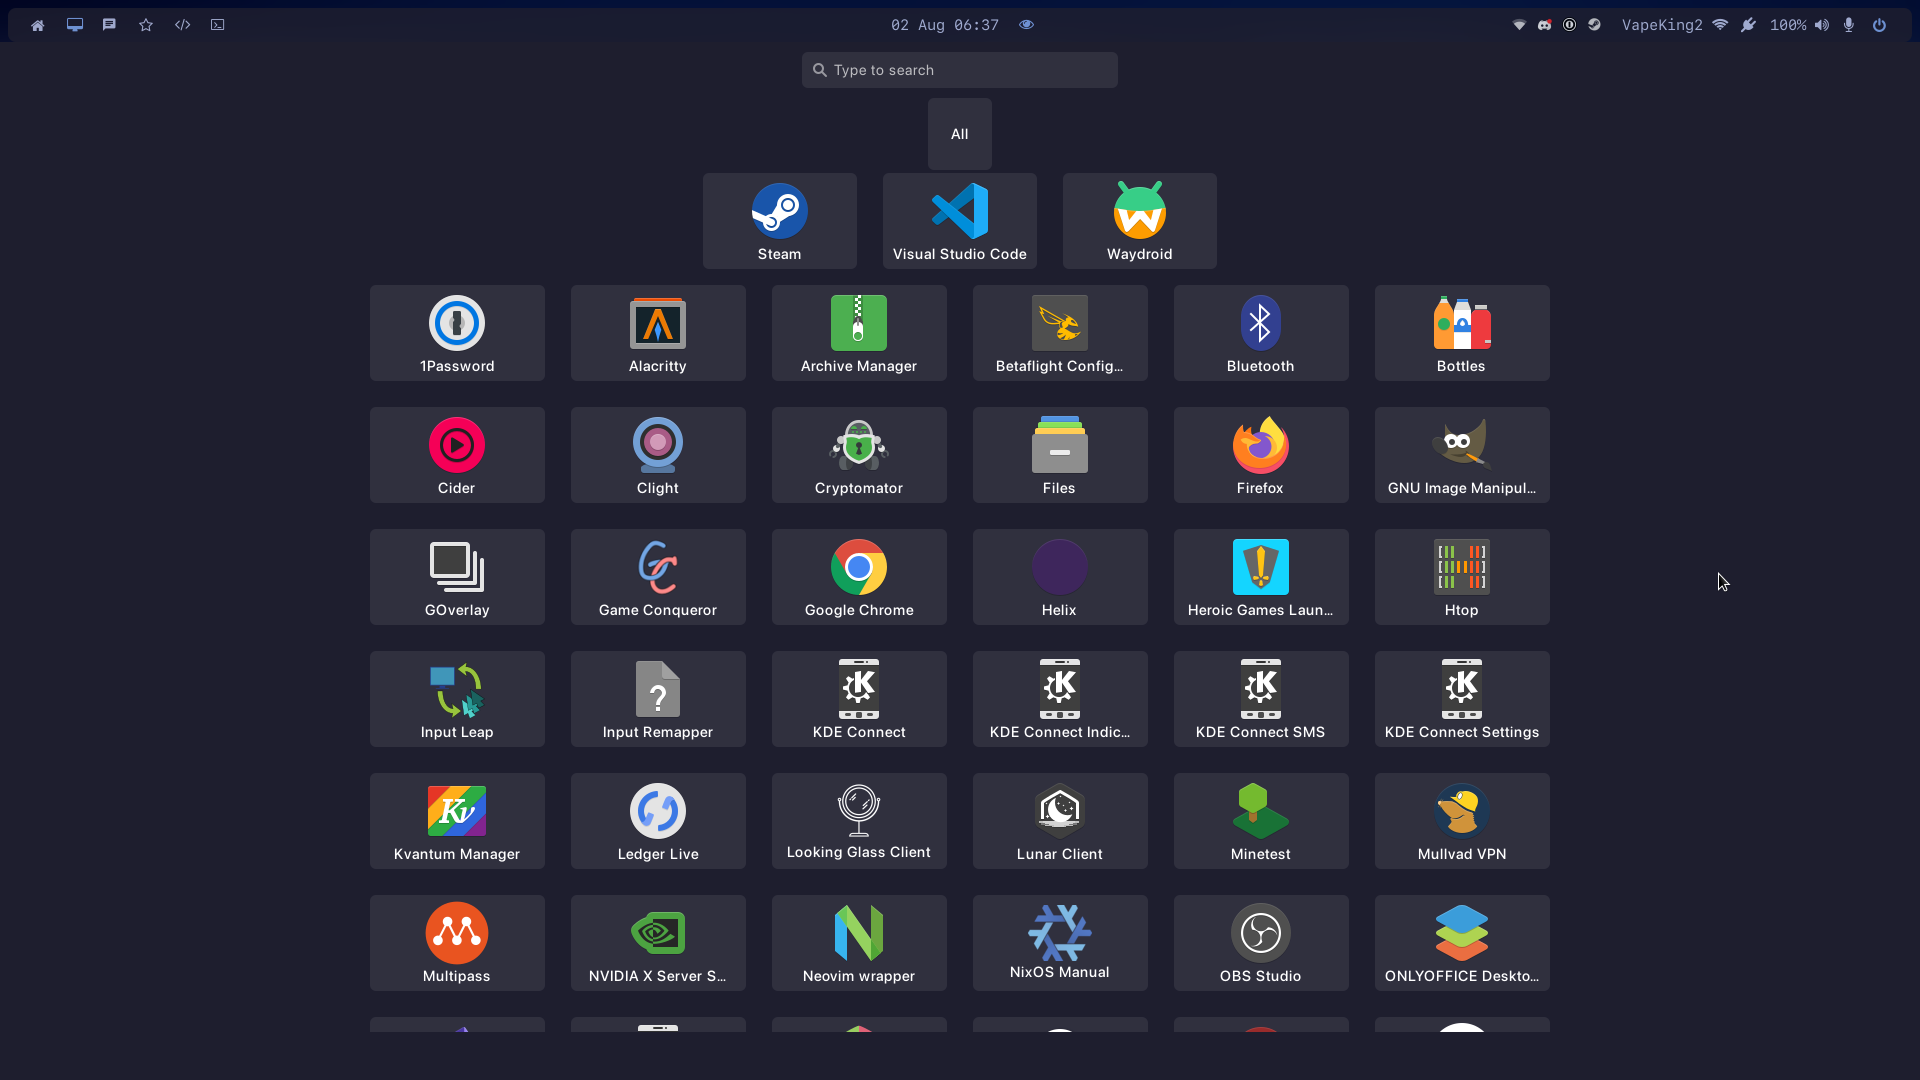 02 Aug 06:37
VapeKing2
100%
Type to search
All
Steam
Visual Studio Code
Waydroid
1Password
Alacritty
Archive Manager
Betaflight Config...
Bluetooth
Bottles
Cider
Clight
Cryptomator
Files
Firefox
GNU Image Manipul...
GOverlay
Game Conqueror
Google Chrome
Helix
Heroic Games Laun...
Htop
Input Leap
Input Remapper
KDE Connect
KDE Connect Indic...
KDE Connect SMS
KDE Connect Settings
Kvantum Manager
Ledger Live
Looking Glass Client
Lunar Client
Minetest
Mullvad VPN
Multipass
NVIDIA X Server S...
Neovim wrapper
NixOS Manual
OBS Studio
ONLYOFFICE Deskto...